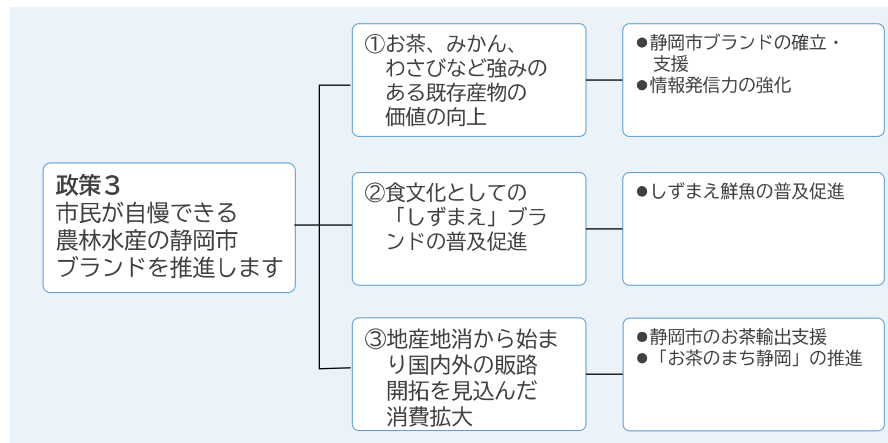 政策３
市民が自慢できる
農林水産の静岡市
ブランドを推進します
①お茶、みかん、
わさびなど強みの
ある既存産物の
価値の向上
●静岡市ブランドの確立・
支援
●情報発信力の強化
②食文化としての
「しずまえ」ブラ
ンドの普及促進
●しずまえ鮮魚の普及促進
③地産地消から始ま
り国内外の販路
開拓を見込んだ
消費拡大
●静岡市のお茶輸出支援
●「お茶のまち静岡」の推進